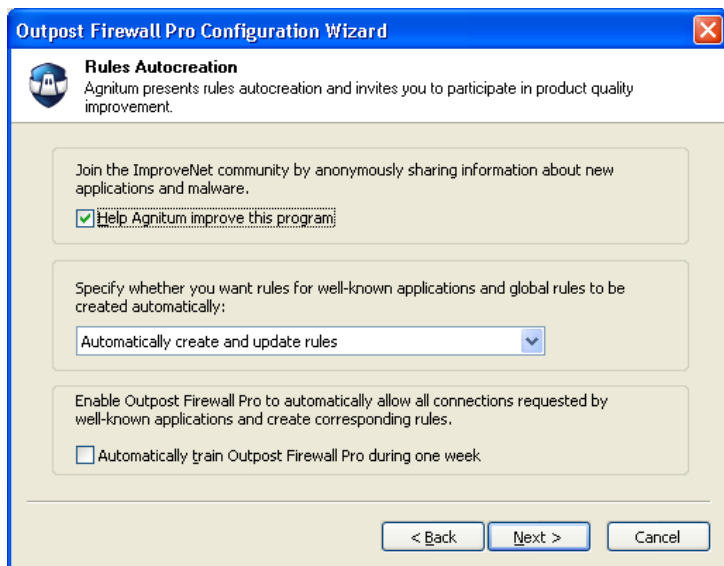 Outpost Firewall Pro Configuration Wizard
Rules Autocreation
Agnitum presents rules autocreation and invites you to participate in product quality
improvement.
Join the ImproveNet community by anonymously sharing information about new
applications and malware.
Help Agnitum improve this program
Specify whether you want rules for well-known applications and global rules to be
created automatically:
Automatically create and update rules
Enable Outpost Firewall Pro to automatically allow all connections requested by
well-known applications and create corresponding rules.
Automatically train Outpost Firewall Pro during one week
< Back
Next >
Cancel